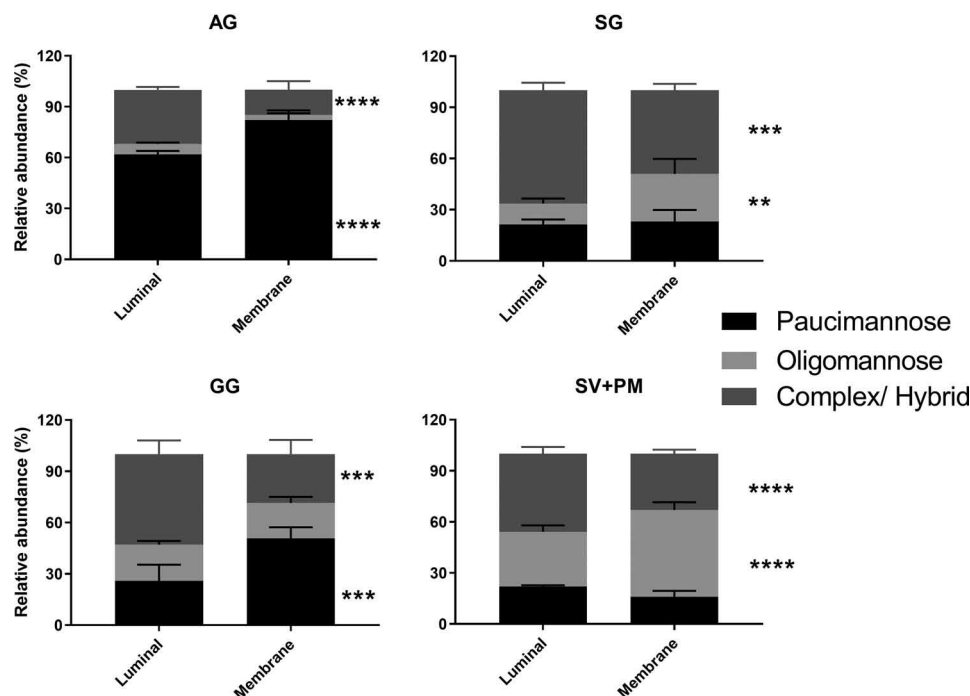 AG
Relative abundance (%)
120
90
60
30
0
****
****
Luminal
Membrane
SG
120
90
60
30
0
***
**
Luminal
Membrane
Paucimannose
Oligomannose
Complex/ Hybrid
GG
Relative abundance (%)
120
90
60
30
0
***
***
Luminal
Membrane
SV+PM
120
90
60
30
0
****
****
Luminal
Membrane